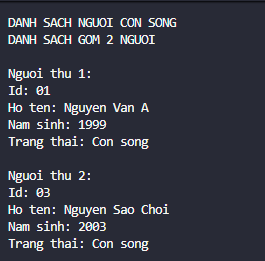 DANH SACH NGUOI CON SONG
DANH SACH GOM 2 NGUOI
Nguoi thu 1:
Id: 01
Ho ten: Nguyen Van A
Nam sinh: 1999
Trang thai: Con song
Nguoi thu 2:
Id: 03
Ho ten: Nguyen Sao Choi
Nam sinh: 2003
Trang thai: Con song